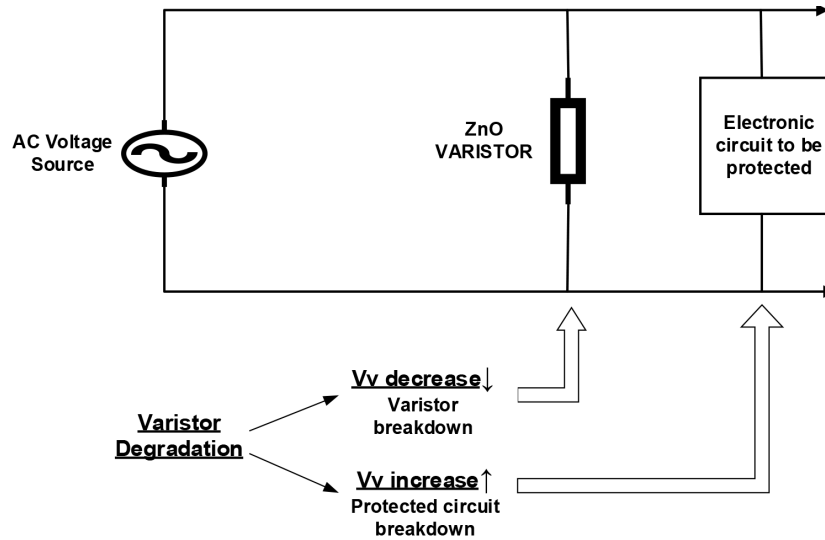 AC Voltage
Source
ZnO
VARISTOR
Electronic
circuit to be
protected
Varistor
Degradation
Vv decrease↓
Varistor
breakdown
Vv increase↑
Protected circuit
breakdown